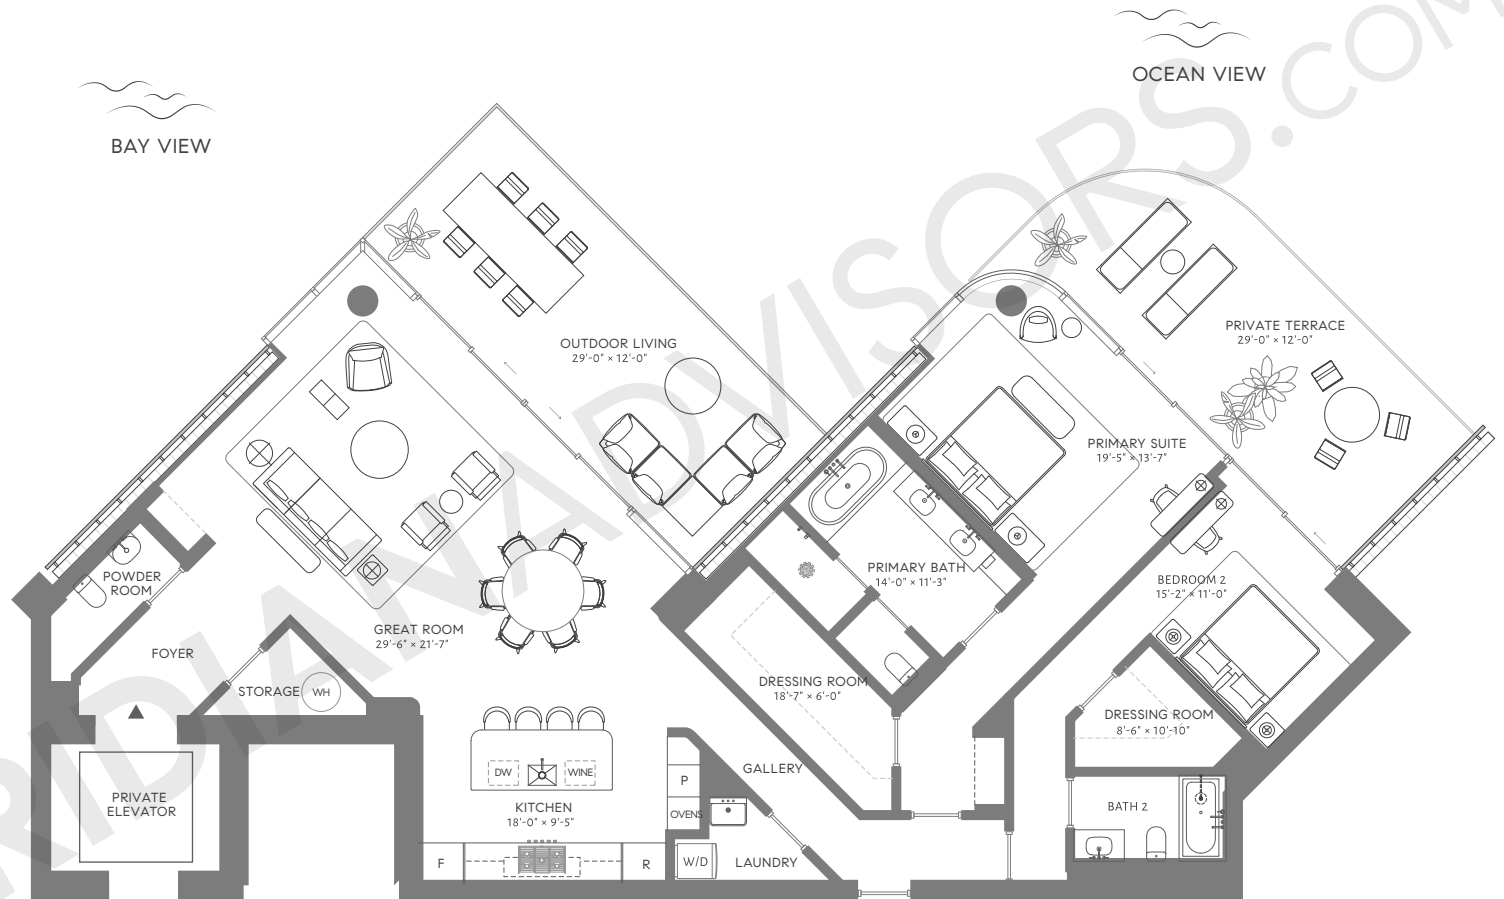 OCEAN VIEW
BAY VIEW
RIDIANADVISORS.COM
OUTDOOR LIVING
29'-0" × 12'-0"
PRIVATE TERRACE
29'-0" × 12'-0"
PRIMARY SUITE
19'-5" × 13'-7"
PRIMARY BATH
14'-0" × 11'-3"
BEDROOM 2
15'-2" × 11'-0"
POWDER
ROOM
GREAT ROOM
29'-6" × 21'-7"
FOYER
STORAGE
WH
DRESSING ROOM
18'-7" × 6'-0"
DRESSING ROOM
8'-6" × 10'-10"
GALLERY
DW
WINE
P
PRIVATE
ELEVATOR
KITCHEN
18'-0" × 9'-5"
OVENS
BATH 2
F
R
W/D
LAUNDRY